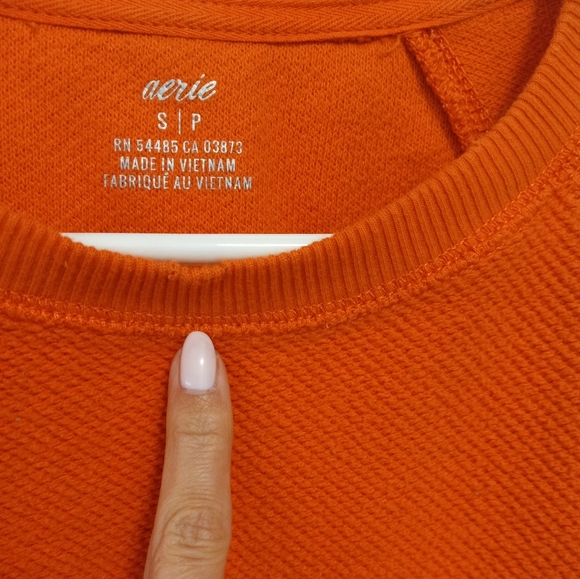 aerie
S | P
RN 54485 CA 03873
MADE IN VIETNAM
FABRIQUÉ AU VIETNAM